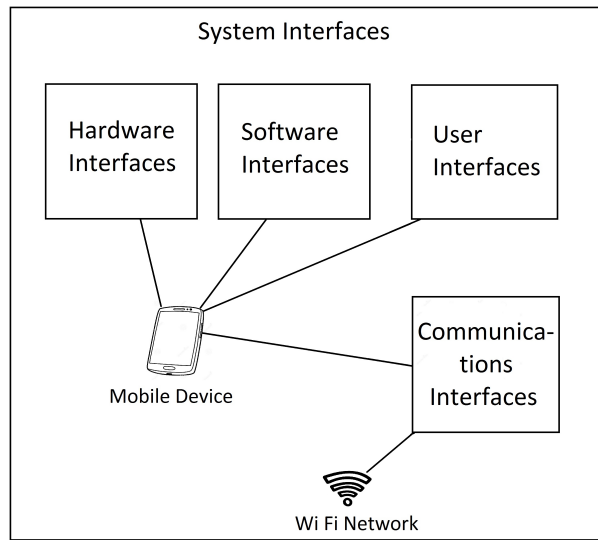 System Interfaces
Hardware
Interfaces
Software
Interfaces
User
Interfaces
Communica-
tions
Interfaces
Mobile Device
Wi Fi Network